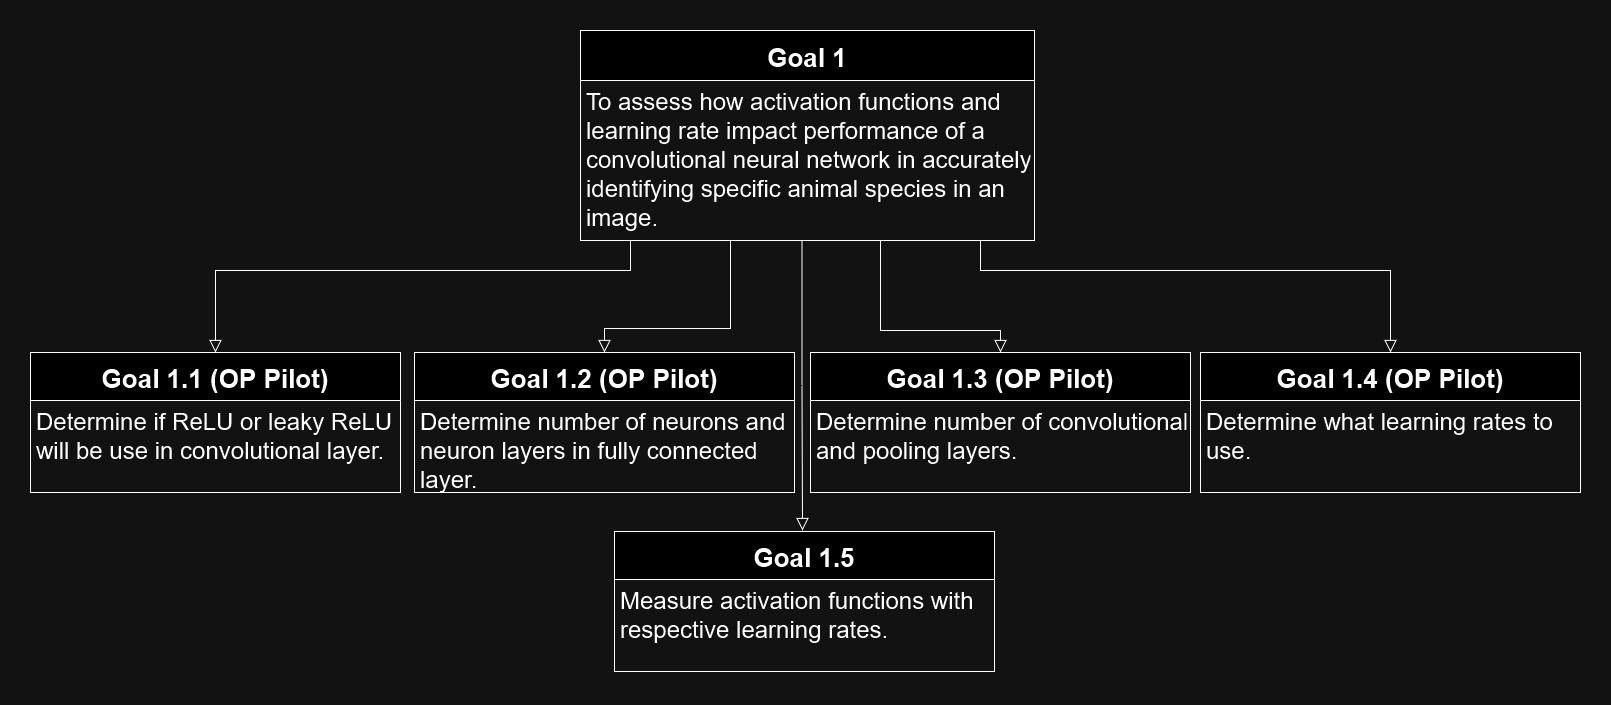 Goal 1
To assess how activation functions and
learning rate impact performance of a
convolutional neural network in accurately
identifying specific animal species in an
image.
Goal 1.1 (OP Pilot)
Determine if ReLU or leaky ReLU
will be use in convolutional layer.
Goal 1.2 (OP Pilot)
Determine number of neurons and
neuron layers in fully connected
layer.
Goal 1.3 (OP Pilot)
Determine number of convolutional
and pooling layers.
Goal 1.4 (OP Pilot)
Determine what learning rates to
use.
Goal 1.5
Measure activation functions with
respective learning rates.